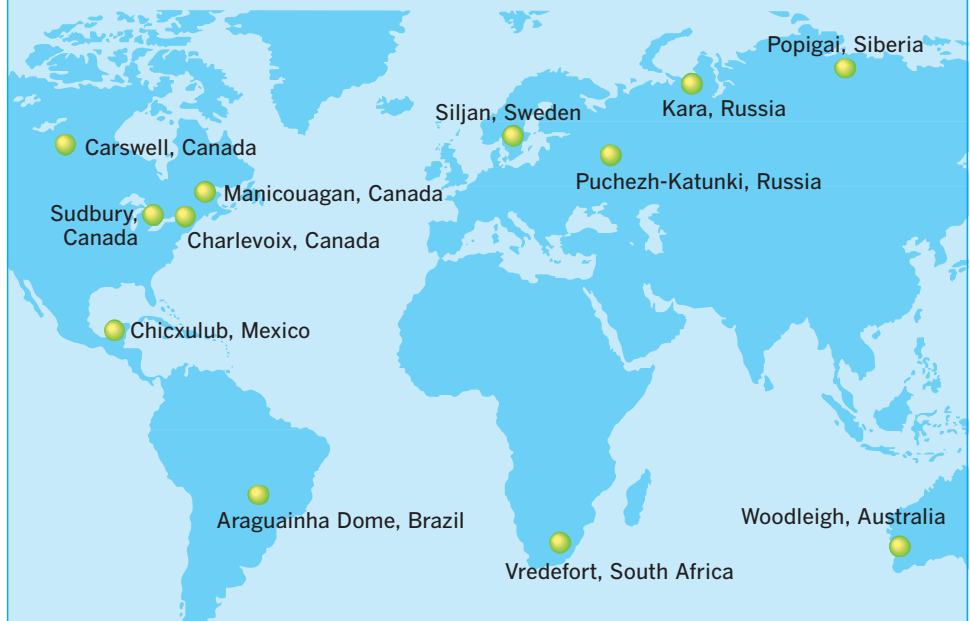 Popigai, Siberia
Kara, Russia
Siljan, Sweden
Carswell, Canada
Puchezh-Katunki, Russia
Manicouagan, Canada
Sudbury,
Canada
Charlevoix, Canada
Chicxulub, Mexico
Araguainha Dome, Brazil
Woodleigh, Australia
Vredefort, South Africa